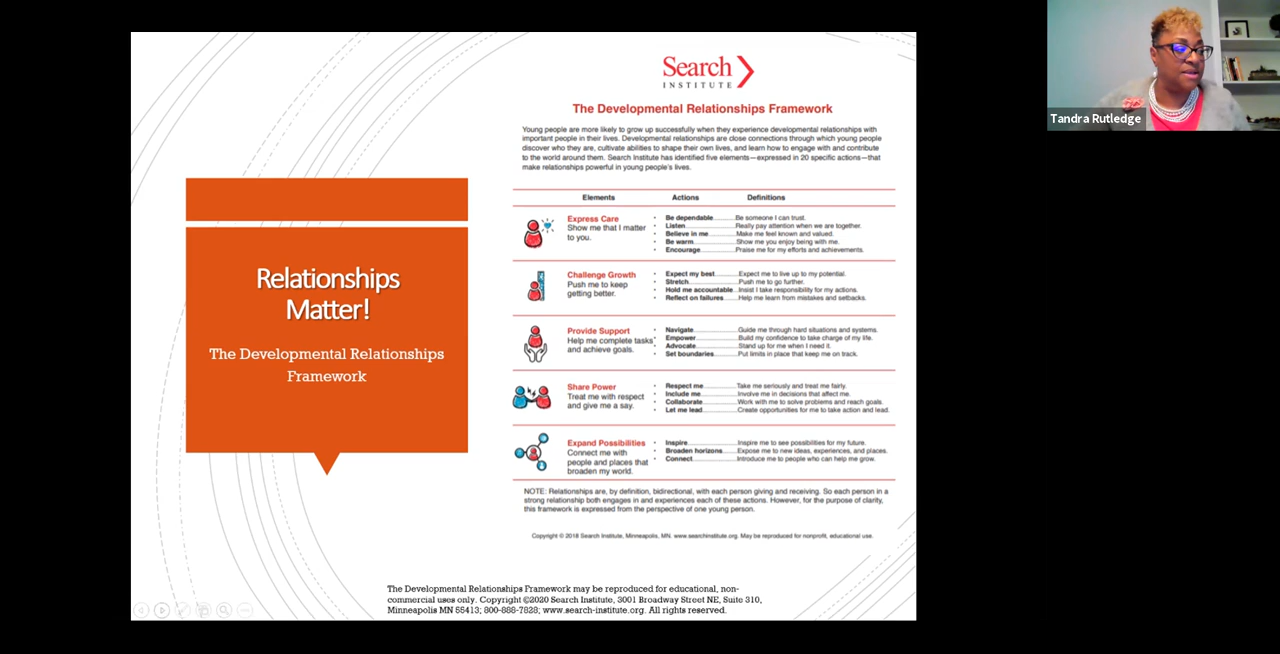 Search
INSTITUTE
The Developmental Relationships Framework
Young people are more likely to grow up successfully when they experience developmental relationships with
important people in their lives. Developmental relationships are close connections through which young people
discover who they are, cultivate abilities to shape their own lives, and learn how to engage with and contribute
to the world around them. Search Institute has identified five elements—expressed in 20 specific actions—that
make relationships powerful in young people's lives.
Elements Actions Definitions
Express Care
Show me that I matter
to you.
• Be dependable..........Be someone I can trust.
• Listen..........Really pay attention when we are together.
• Believe in me..........Make me feel known and valued.
• Be warm..........Show me you enjoy being with me.
• Encourage..........Praise me for my efforts and achievements.
Challenge Growth
Push me to keep
getting better.
• Expect my best..........Expect me to live up to my potential.
• Stretch..........Push me to go further.
• Hold me accountable...Insist I take responsibility for my actions.
• Reflect on failures........Help me learn from mistakes and setbacks.
Provide Support
Help me complete tasks
and achieve goals.
• Navigate..........Guide me through hard situations and systems.
• Empower..........Build my confidence to take charge of my life.
• Advocate..........Stand up for me when I need it.
• Set boundaries..........Put limits in place that keep me on track.
Share Power
Treat me with respect
and give me a say.
• Respect me..........Take me seriously and treat me fairly.
• Include me..........Involve me in decisions that affect me.
• Collaborate..........Work with me to solve problems and reach goals.
• Let me lead..........Create opportunities for me to take action and lead.
Expand Possibilities
Connect me with
people and places that
broaden my world.
• Inspire..........Inspire me to see possibilities for my future.
• Broaden horizons......Expose me to new ideas, experiences, and places.
• Connect..........Introduce me to people who can help me grow.
NOTE: Relationships are, by definition, bidirectional, with each person giving and receiving. So each person in a
strong relationship both engages in and experiences each of these actions. However, for the purpose of clarity,
this framework is expressed from the perspective of one young person.
Copyright © 2018 Search Institute, Minneapolis, MN. www.searchinstitute.org. May be reproduced for nonprofit, educational use.
Relationships
Matter!
The Developmental Relationships
Framework
The Developmental Relationships Framework may be reproduced for educational, non-
commercial uses only. Copyright ©2020 Search Institute, 3001 Broadway Street NE, Suite 310,
Minneapolis MN 55413; 800-888-7828; www.search-institute.org. All rights reserved.
Tandra Rutledge